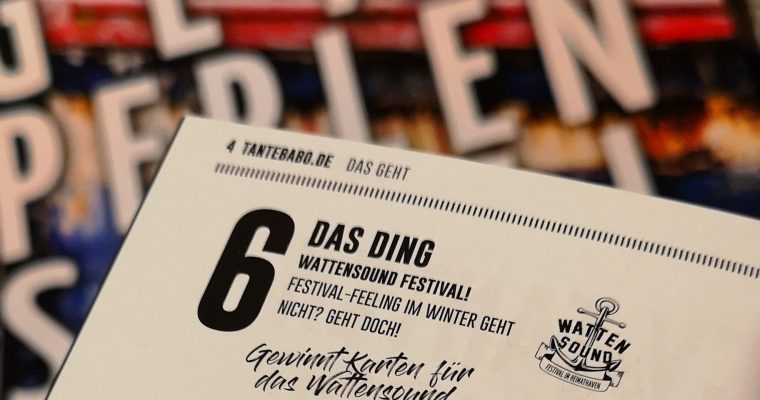 4 TANTEBABO.DE DAS GEHT
6 DAS DING
WATTENSOUND FESTIVAL!
FESTIVAL-FEELING IM WINTER GEHT
NICHT? GEHT DOCH!
Gewinnt Karten für
das Wattensound
WATTEN
SOUND
FESTIVAL IM HEIMATHAFEN